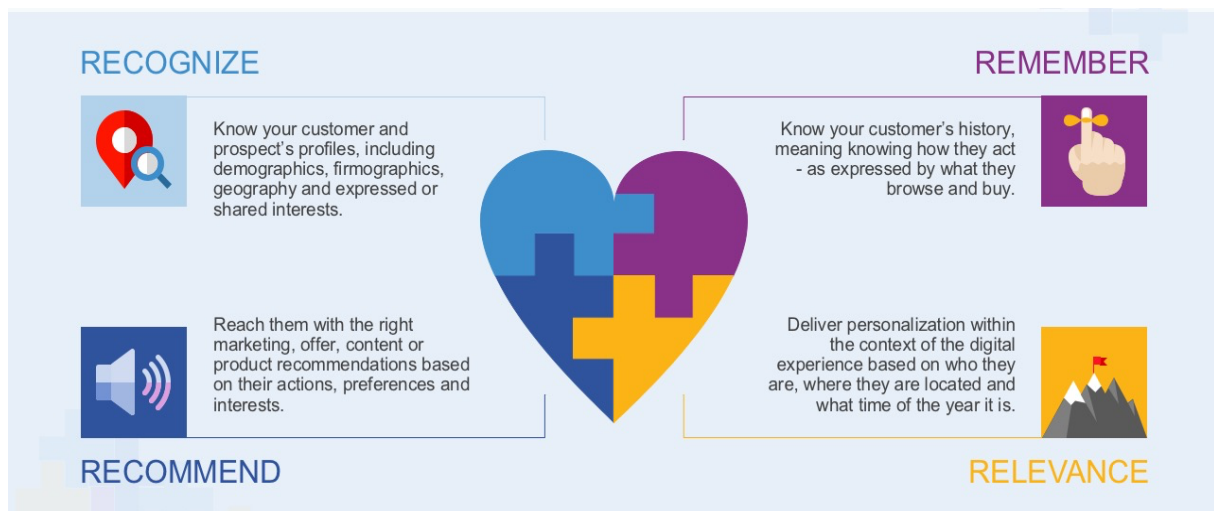 RECOGNIZE
Know your customer and
prospect's profiles, including
demographics, firmographics,
geography and expressed or
shared interests.
REMEMBER
Know your customer's history,
meaning knowing how they act
- as expressed by what they
browse and buy.
Reach them with the right
marketing, offer, content or
product recommendations based
on their actions, preferences and
interests.
RECOMMEND
Deliver personalization within
the context of the digital
experience based on who they
are, where they are located and
what time of the year it is.
RELEVANCE